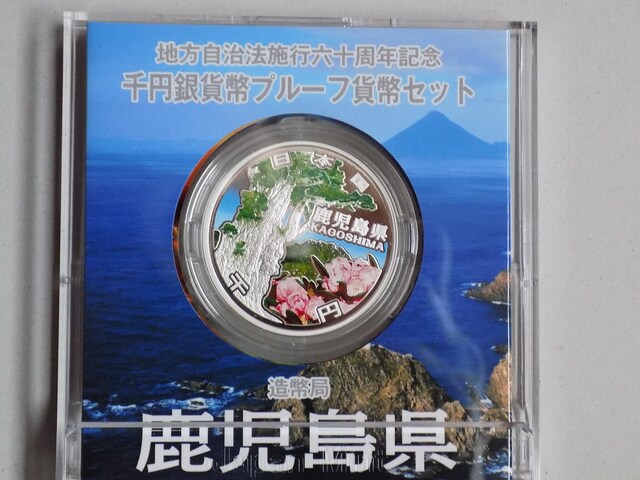 地方自治法施行六十周年記念
千円銀貨幣プルーフ貨幣セット
日本国
鹿児島県
KAGOSHIMA
千円
造幣局
鹿児島県